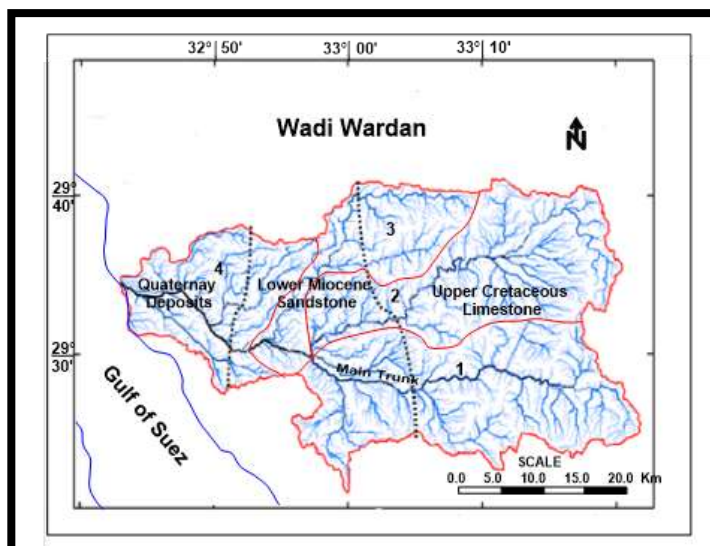 32° 50' 33° 00' 33° 10'
Wadi Wardan
N
29°
40'
3
4
Quaternay
Deposits
Lower Miocene
Sandstone
2
Upper Cretaceous
Limestone
29°
30'
Main Trunk
1
Gulf of Suez
SCALE
0.0 5.0 10.0 15.0 20.0 Km